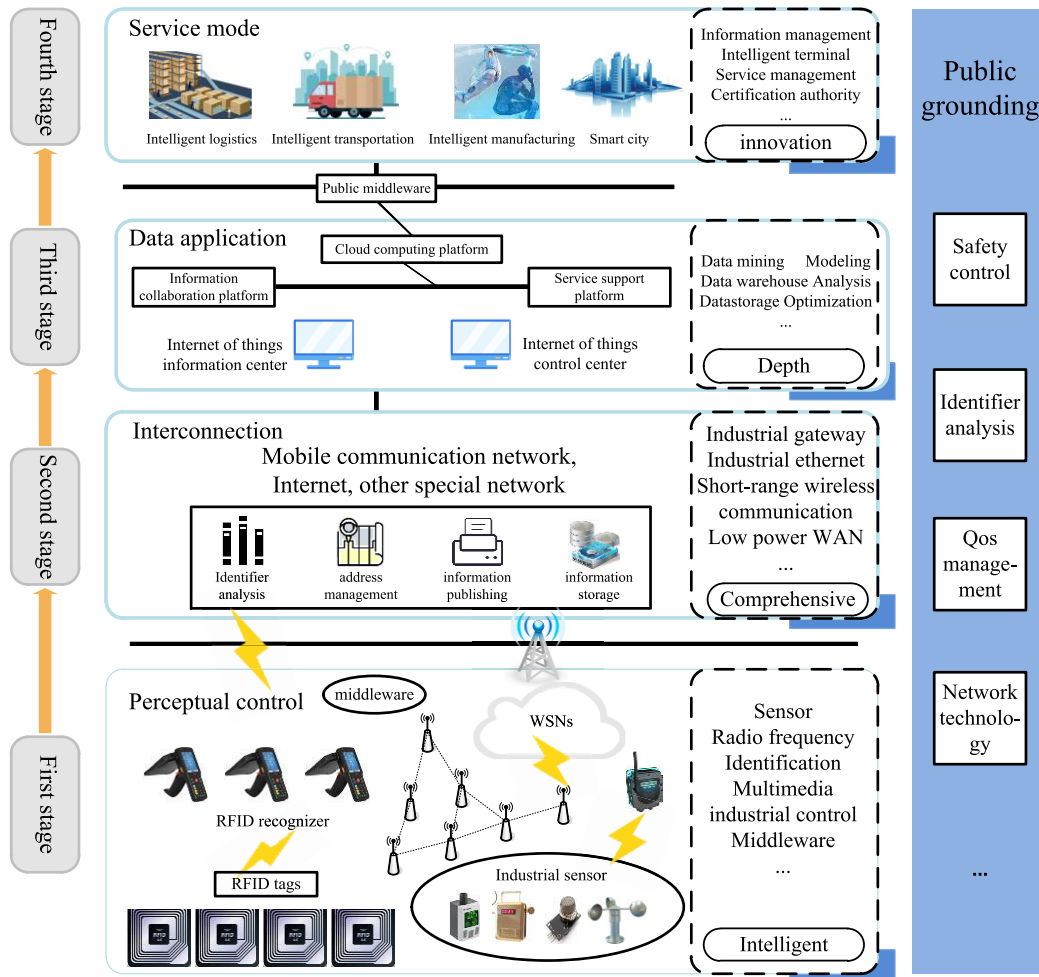 Fourth stage
Service mode
Intelligent logistics
Intelligent transportation
Intelligent manufacturing
Smart city
Information management
Intelligent terminal
Service management
Certification authority
...
innovation
Public middleware
Third stage
Data application
Cloud computing platform
Information
collaboration platform
Service support
platform
Internet of things
information center
Internet of things
control center
Data mining Modeling
Data warehouse Analysis
Datastorage Optimization
...
Depth
Second stage
Interconnection
Mobile communication network,
Internet, other special network
Identifier
analysis
address
management
information
publishing
information
storage
Industrial gateway
Industrial ethernet
Short-range wireless
communication
Low power WAN
...
Comprehensive
First stage
Perceptual control
middleware
WSNs
RFID recognizer
RFID tags
RFID
RFID
RFID
RFID
Industrial sensor
Sensor
Radio frequency
Identification
Multimedia
industrial control
Middleware
...
Intelligent
Public
grounding
Safety
control
Identifier
analysis
Qos
manage-
ment
Network
technolo-
gy
...